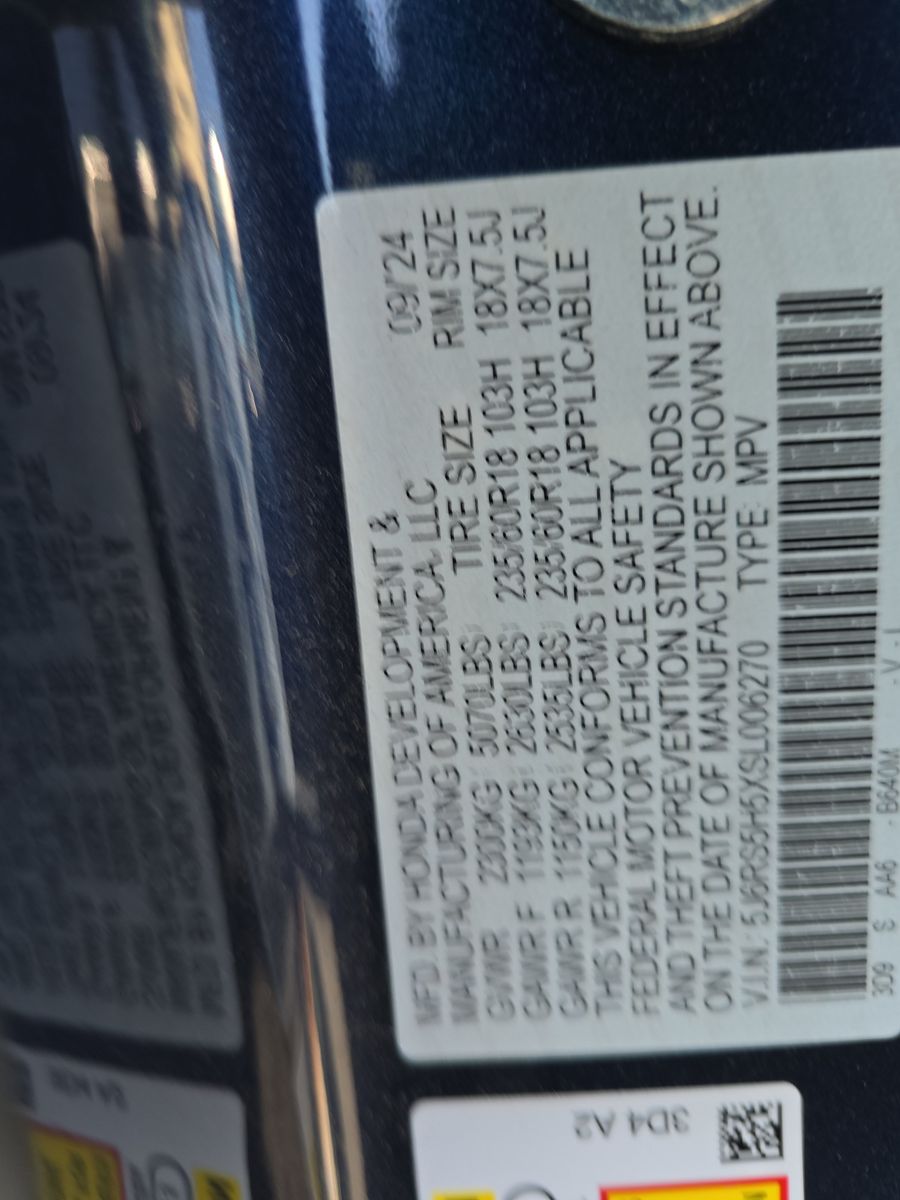 MFD. BY HONDA DEVELOPMENT & 09/'24
MANUFACTURING OF AMERICA, LLC
TIRE SIZE RIM SIZE
GVWR 2300KG( 5070LBS) 235/60R18 103H 18X7.5J
GAWR F 1193KG( 2630LBS) 235/60R18 103H 18X7.5J
GAWR R 1150KG( 2535LBS)
THIS VEHICLE CONFORMS TO ALL APPLICABLE
FEDERAL MOTOR VEHICLE SAFETY
AND THEFT PREVENTION STANDARDS IN EFFECT
ON THE DATE OF MANUFACTURE SHOWN ABOVE.
V.I.N.: 5J6RS5H5XSL006270 TYPE: MPV
3D9 S AA6 - B640M - V - I
3D4 A2